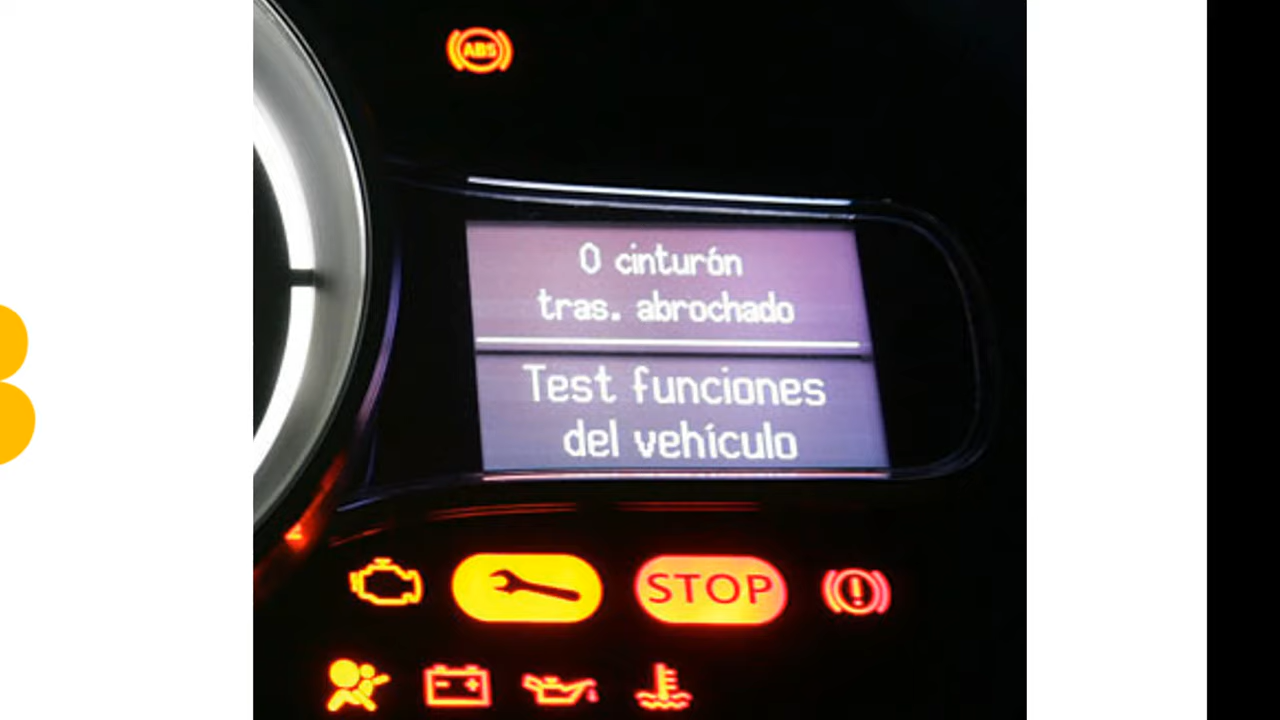 ABS
0 cinturón
tras. abrochado
Test funciones
del vehículo
STOP